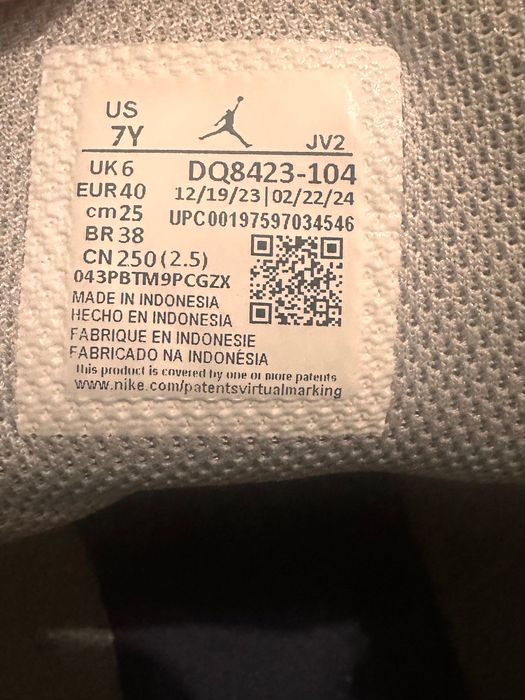 US
7Y
JV2
UK 6
DQ8423-104
EUR 40
12/19/23|02/22/24
cm 25
UPC 00197597034546
BR 38
CN 250 (2.5)
043PBTM9PCGZX
MADE IN INDONESIA
HECHO EN INDONESIA
FABRIQUE EN INDONESIE
FABRICADO NA INDONÉSIA
This product is covered by one or more patents
www.nike.com/patentsvirtualmarking